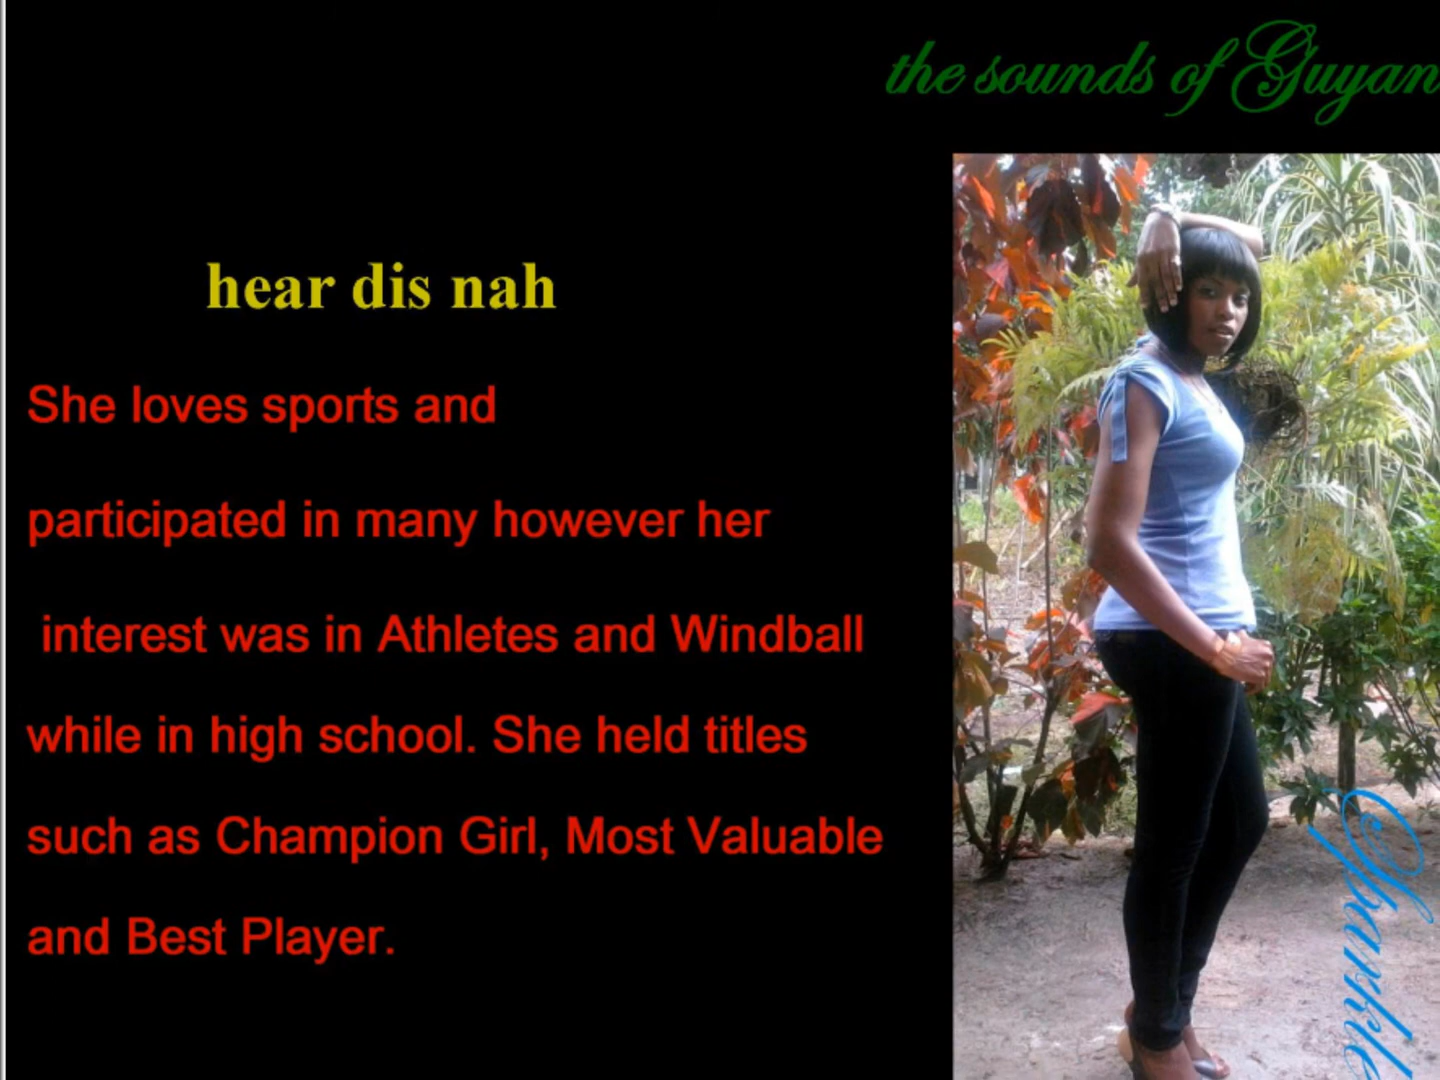 the sounds of Guyan
hear dis nah
She loves sports and
participated in many however her
interest was in Athletes and Windball
while in high school. She held titles
such as Champion Girl, Most Valuable
and Best Player.
Sparkle